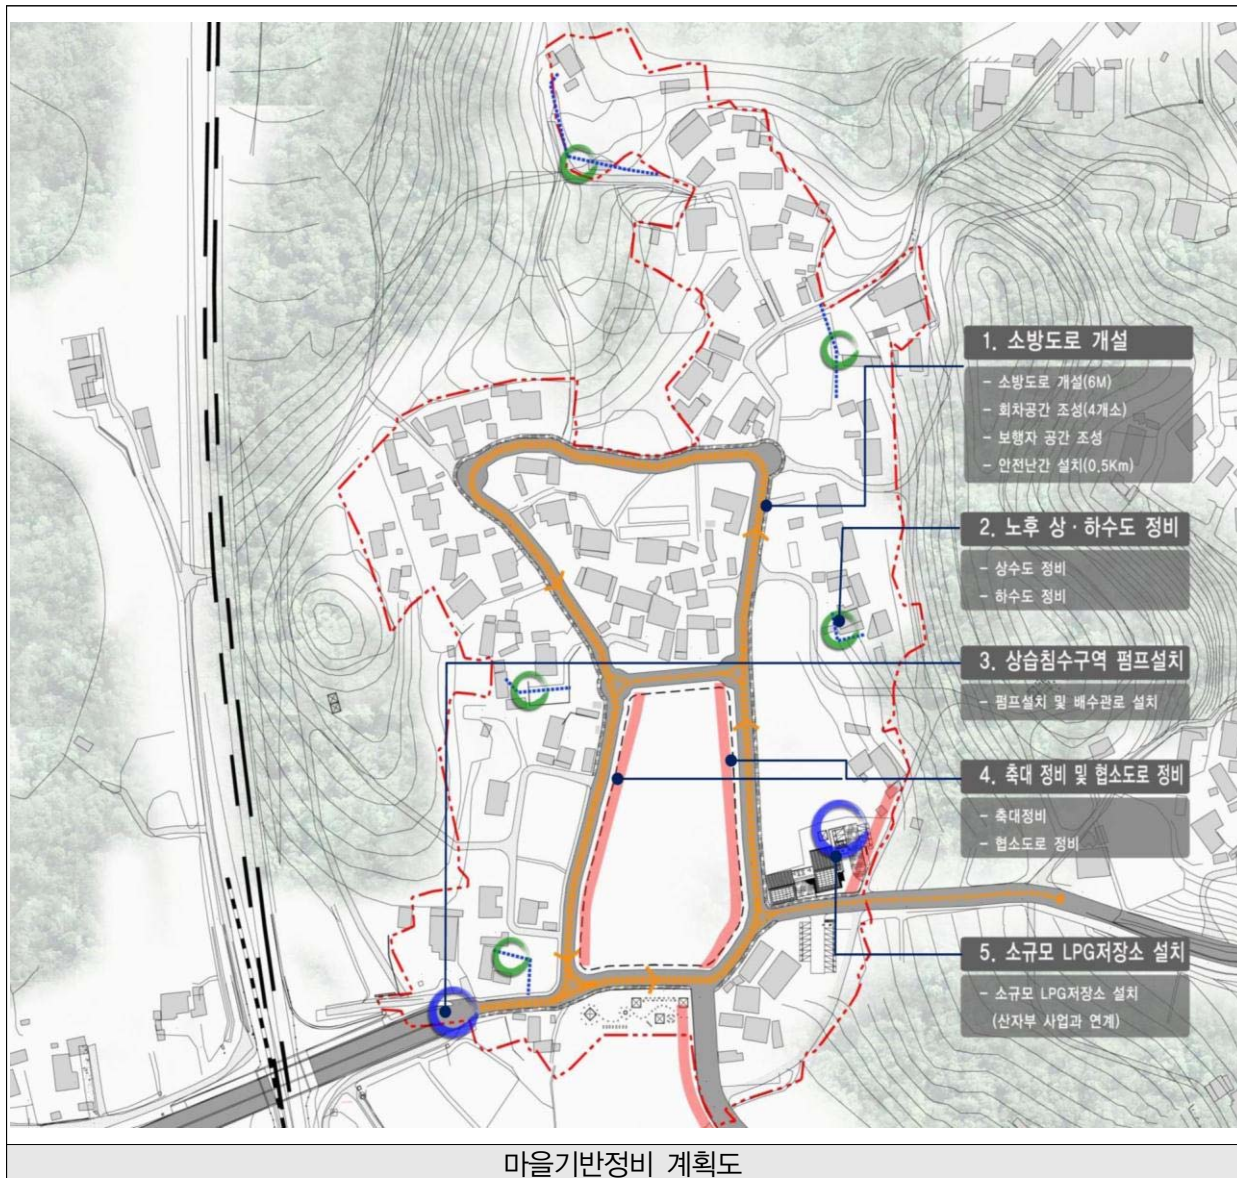 1. 소방도로 개설
- 소방도로 개설(6M)
- 회차공간 조성(4개소)
- 보행자 공간 조성
- 안전난간 설치(0.5Km)
2. 노후 상·하수도 정비
- 상수도 정비
- 하수도 정비
3. 상습침수구역 펌프설치
- 펌프설치 및 배수관로 설치
4. 축대 정비 및 협소도로 정비
- 축대정비
- 협소도로 정비
5. 소규모 LPG저장소 설치
- 소규모 LPG저장소 설치
(산자부 사업과 연계)
마을기반정비 계획도